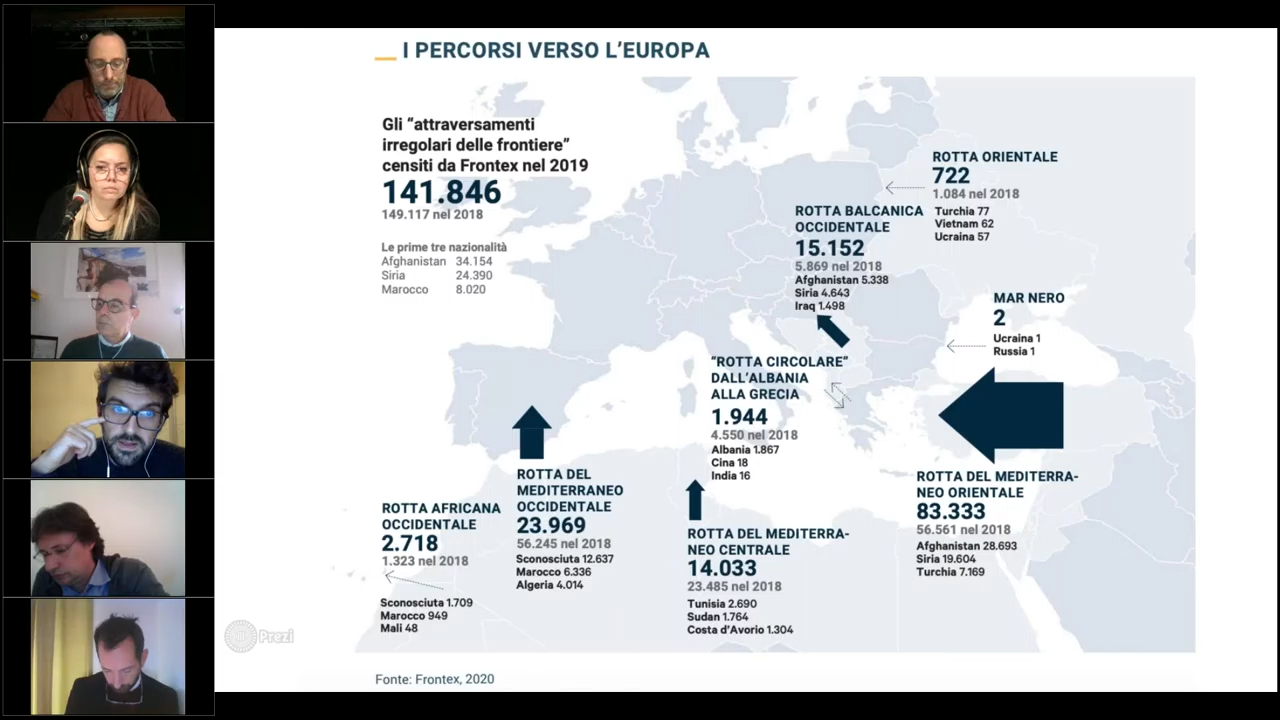 I PERCORSI VERSO L'EUROPA
Gli “attraversamenti
irregolari delle frontiere”
censiti da Frontex nel 2019
141.846
149.117 nel 2018
Le prime tre nazionalità
Afghanistan 34.154
Siria 24.390
Marocco 8.020
ROTTA ORIENTALE
722
1.084 nel 2018
Turchia 77
Vietnam 62
Ucraina 57
ROTTA BALCANICA
OCCIDENTALE
15.152
5.869 nel 2018
Afghanistan 5.338
Siria 4.643
Iraq 1.498
MAR NERO
2
Ucraina 1
Russia 1
“ROTTA CIRCOLARE”
DALL'ALBANIA
ALLA GRECIA
1.944
4.550 nel 2018
Albania 1.867
Cina 18
India 16
ROTTA AFRICANA
OCCIDENTALE
2.718
1.323 nel 2018
Sconosciuta 1.709
Marocco 949
Mali 48
ROTTA DEL
MEDITERRANEO
OCCIDENTALE
23.969
56.245 nel 2018
Sconosciuta 12.637
Marocco 6.336
Algeria 4.014
ROTTA DEL MEDITERRA-
NEO CENTRALE
14.033
23.485 nel 2018
Tunisia 2.690
Sudan 1.764
Costa d'Avorio 1.304
ROTTA DEL MEDITERRA-
NEO ORIENTALE
83.333
56.561 nel 2018
Afghanistan 28.693
Siria 19.604
Turchia 7.169
Prezi
Fonte: Frontex, 2020